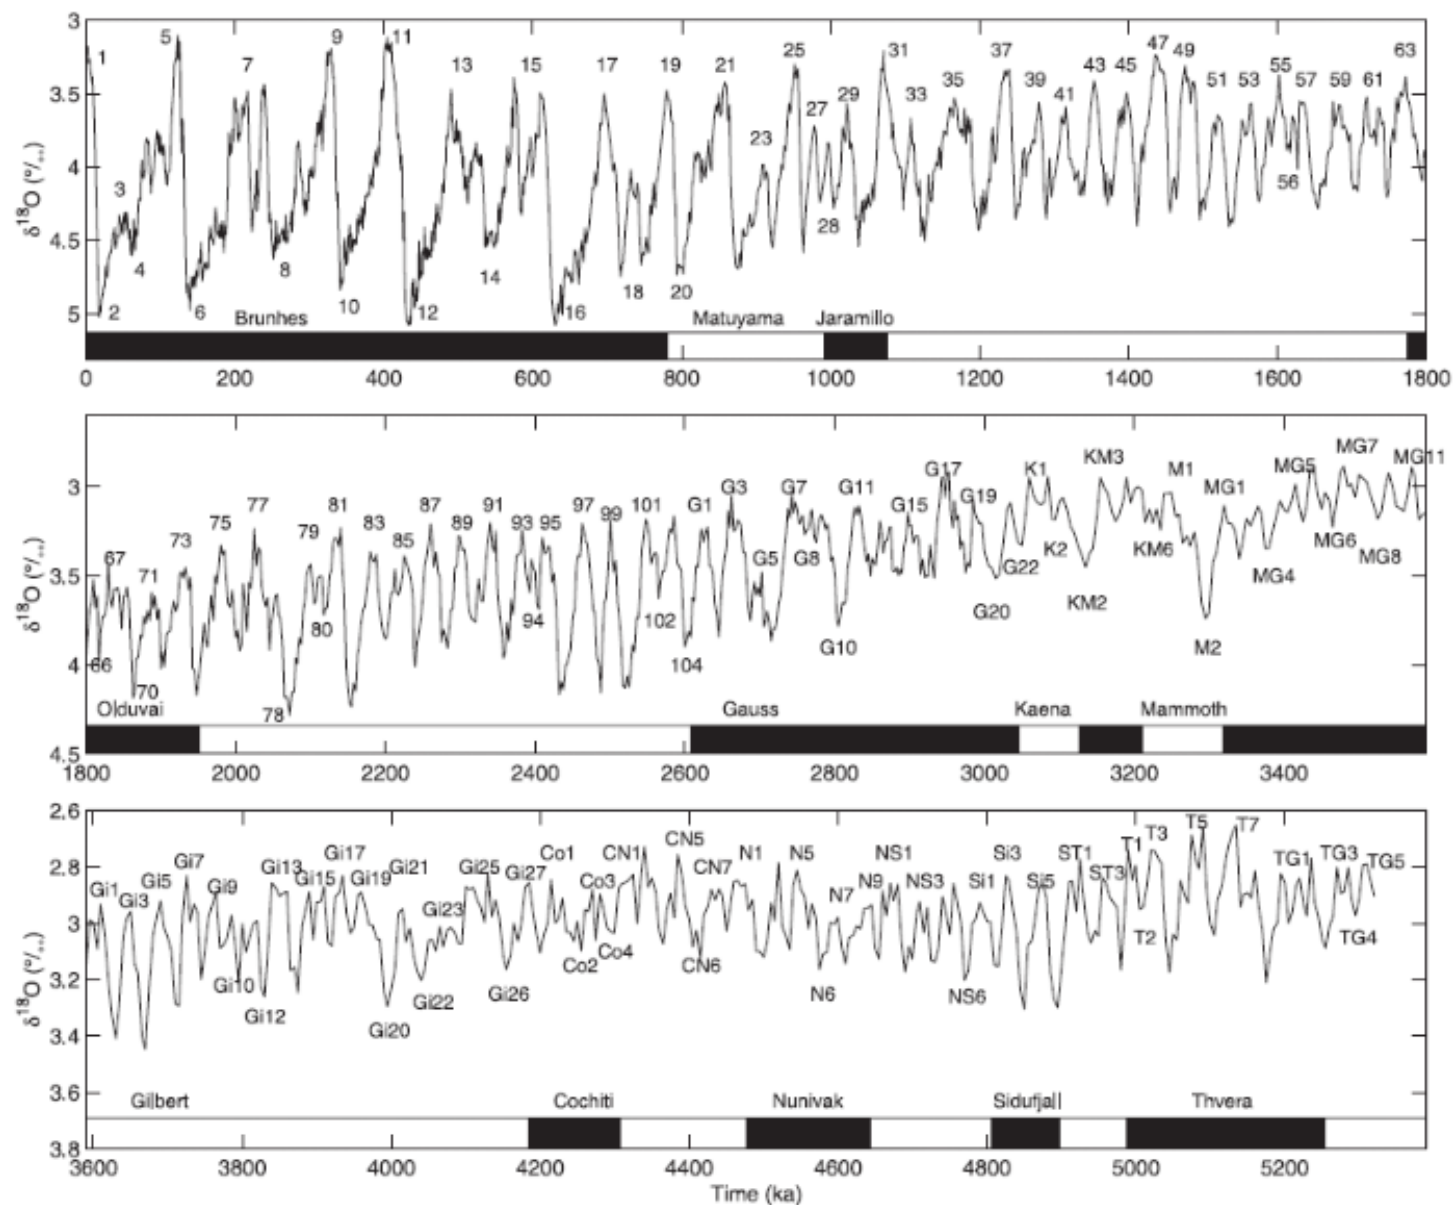 3
3.5
4
4.5
5
δ18O (º/₊₊)
1 5 7 9 11 13 15 17 19 21 25 31 37 47 49 55 63
3 23 27 29 33 35 39 41 43 45 51 53 57 59 61
2 4 6 8 10 12 14 16 18 20 28 56
Brunhes Matuyama Jaramillo
0 200 400 600 800 1000 1200 1400 1600 1800
3
3.5
4
4.5
δ18O (º/₊₊)
67 71 73 75 77 79 81 83 85 87 89 91 93 95 97 99 101 G1 G3 G5 G7 G8 G11 G15 G17 G19 K1 KM3 M1 MG1 MG5 MG7 MG11
66 70 78 80 94 102 104 G10 G20 G22 K2 KM2 KM6 M2 MG4 MG6 MG8
Olduvai Gauss Kaena Mammoth
1800 2000 2200 2400 2600 2800 3000 3200 3400
2.6
2.8
3.0
3.2
3.4
3.6
3.8
δ18O (º/₊₊)
Gi1 Gi3 Gi5 Gi7 Gi9 Gi13 Gi15 Gi17 Gi19 Gi21 Gi23 Gi25 Gi27 Co1 Co3 CN1 CN5 CN7 N1 N5 N7 N9 NS1 NS3 Si1 Si3 Si5 ST1 ST3 T1 T3 T5 T7 TG1 TG3 TG5
Gi10 Gi12 Gi20 Gi22 Gi26 Co2 Co4 CN6 N6 NS6 T2 TG4
Gilbert Cochiti Nunivak Sidufjall Thvera
3600 3800 4000 4200 4400 4600 4800 5000 5200
Time (ka)